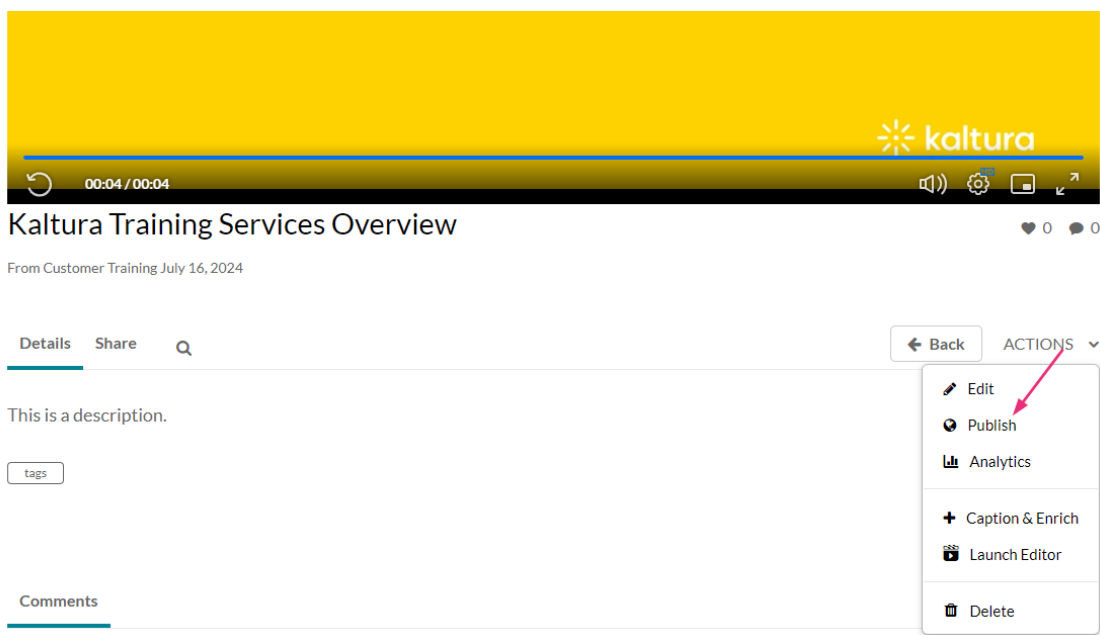 kaltura
00:04 / 00:04
HD
Kaltura Training Services Overview
0 0
From Customer Training July 16, 2024
Details Share
Back ACTIONS
Edit
This is a description.
Publish
Analytics
tags
Caption & Enrich
Launch Editor
Comments
Delete